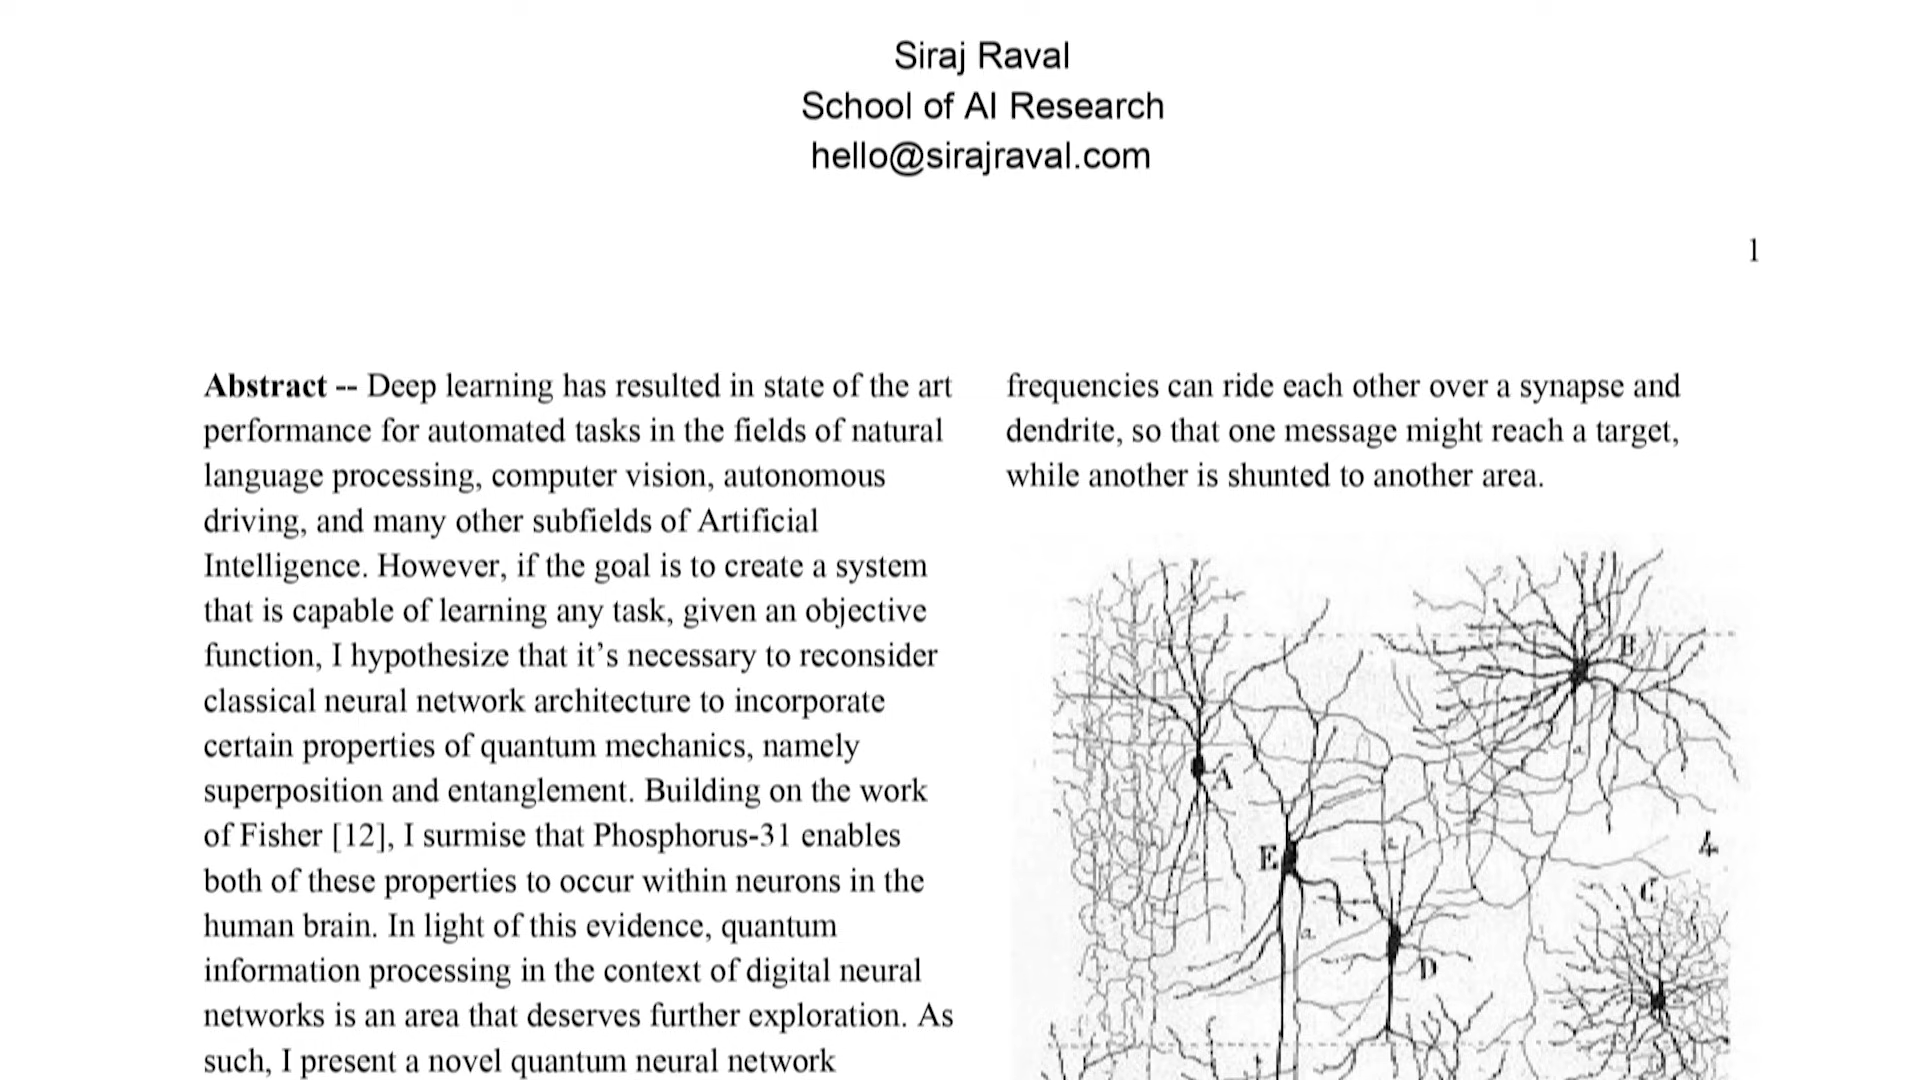 Siraj Raval
School of AI Research
hello@sirajraval.com
1
Abstract -- Deep learning has resulted in state of the art
performance for automated tasks in the fields of natural
language processing, computer vision, autonomous
driving, and many other subfields of Artificial
Intelligence. However, if the goal is to create a system
that is capable of learning any task, given an objective
function, I hypothesize that it’s necessary to reconsider
classical neural network architecture to incorporate
certain properties of quantum mechanics, namely
superposition and entanglement. Building on the work
of Fisher [12], I surmise that Phosphorus-31 enables
both of these properties to occur within neurons in the
human brain. In light of this evidence, quantum
information processing in the context of digital neural
networks is an area that deserves further exploration. As
such, I present a novel quantum neural network
frequencies can ride each other over a synapse and
dendrite, so that one message might reach a target,
while another is shunted to another area.
B
A
E
4
C
a
D